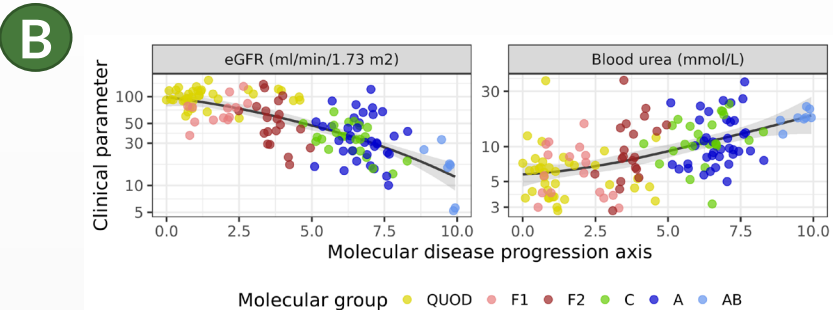 B
eGFR (ml/min/1.73 m2)
Blood urea (mmol/L)
Clinical parameter
100
50
30
10
5
30
10
5
3
0.0 2.5 5.0 7.5 10.0
0.0 2.5 5.0 7.5 10.0
Molecular disease progression axis
Molecular group QUOD F1 F2 C A AB